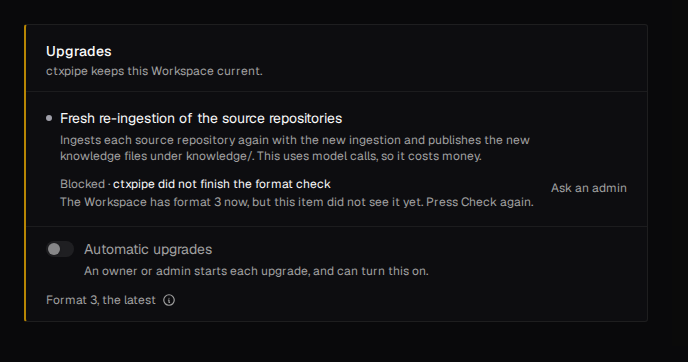 Upgrades
ctxpipe keeps this Workspace current.
Fresh re-ingestion of the source repositories
Ingests each source repository again with the new ingestion and publishes the new
knowledge files under knowledge/. This uses model calls, so it costs money.
Blocked · ctxpipe did not finish the format check
Ask an admin
The Workspace has format 3 now, but this item did not see it yet. Press Check again.
Automatic upgrades
An owner or admin starts each upgrade, and can turn this on.
Format 3, the latest